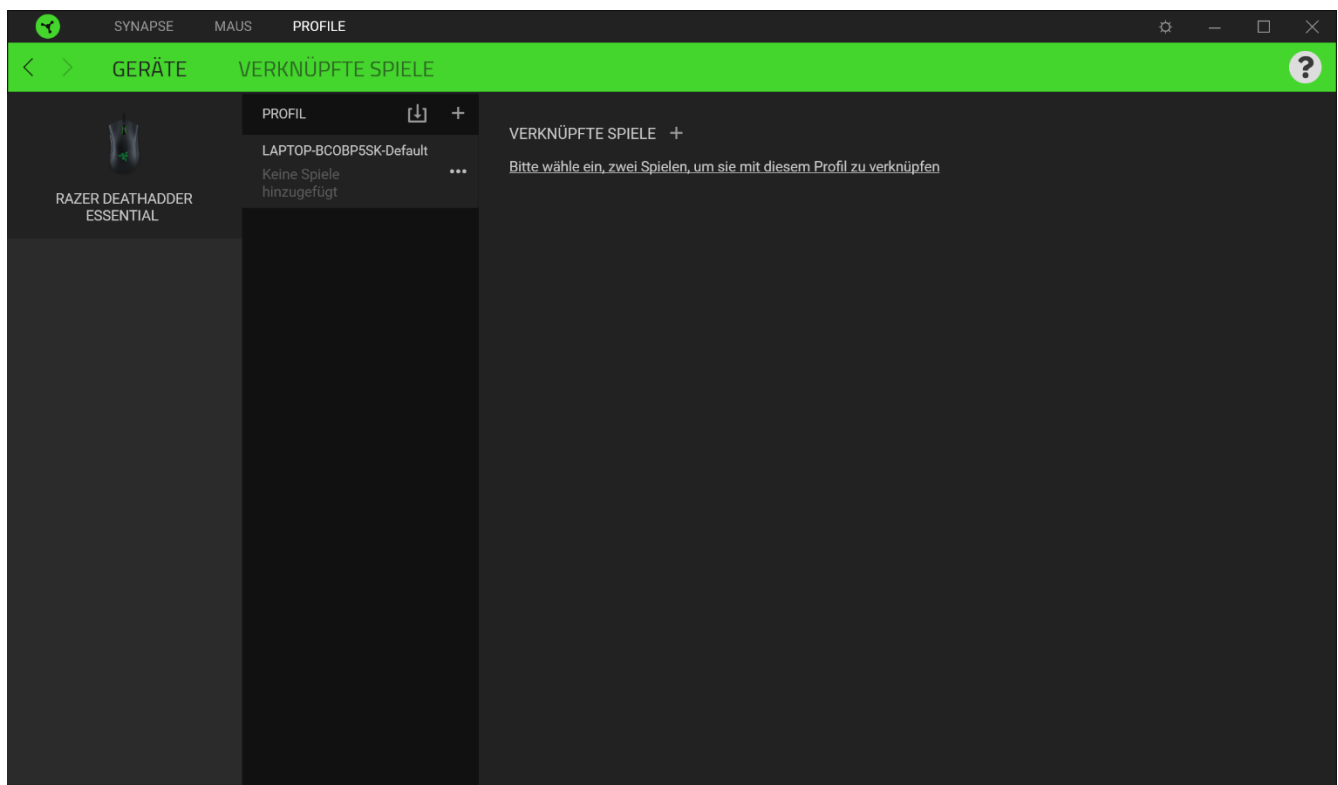 SYNAPSE MAUS PROFILE
GERÄTE VERKNÜPFTE SPIELE
?
RAZER DEATHADDER
ESSENTIAL
PROFIL
LAPTOP-BCOBP5SK-Default
Keine Spiele
hinzugefügt
VERKNÜPFTE SPIELE +
Bitte wähle ein, zwei Spielen, um sie mit diesem Profil zu verknüpfen